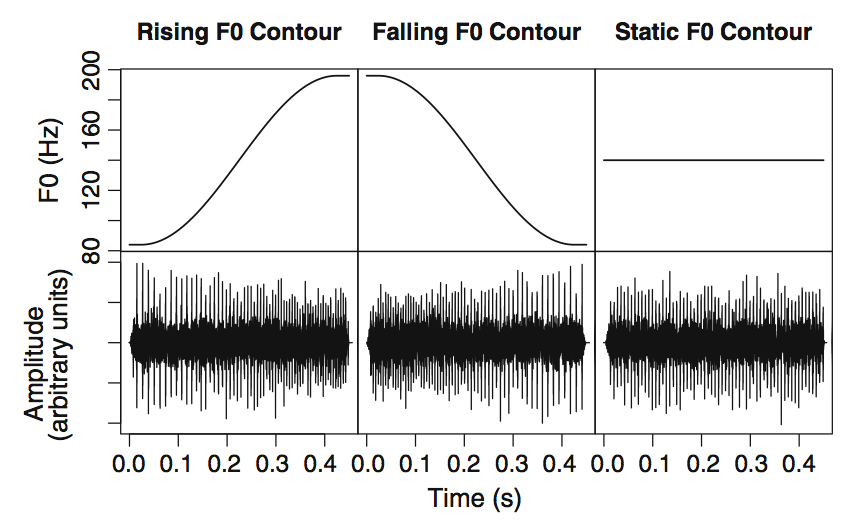 Rising F0 Contour Falling F0 Contour Static F0 Contour
F0 (Hz)
200
160
120
80
Amplitude
(arbitrary units)
0.0 0.1 0.2 0.3 0.4 0.0 0.1 0.2 0.3 0.4 0.0 0.1 0.2 0.3 0.4
Time (s)